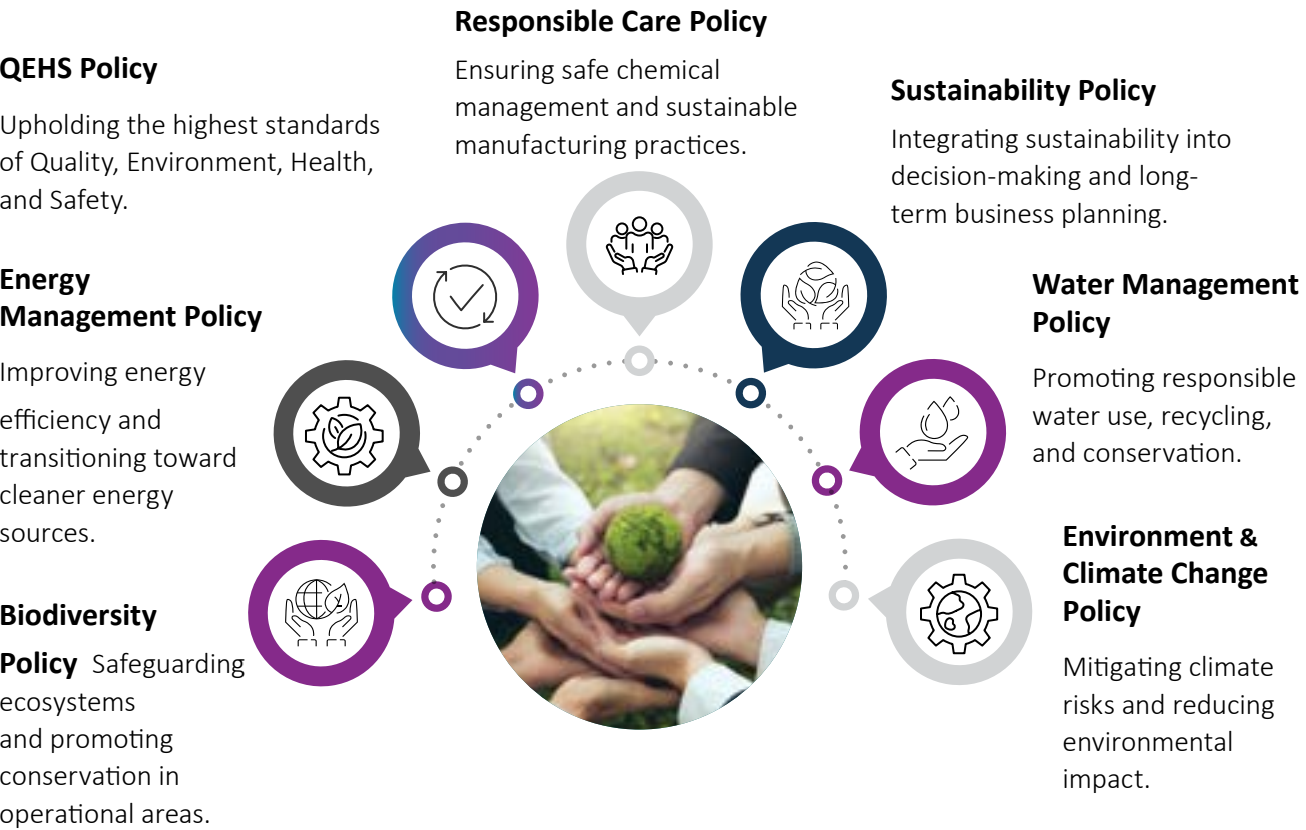 Responsible Care Policy
Ensuring safe chemical
management and sustainable
manufacturing practices.
QEHS Policy
Upholding the highest standards
of Quality, Environment, Health,
and Safety.
Sustainability Policy
Integrating sustainability into
decision-making and long-
term business planning.
Energy
Management Policy
Improving energy
efficiency and
transitioning toward
cleaner energy
sources.
Water Management
Policy
Promoting responsible
water use, recycling,
and conservation.
Biodiversity
Policy Safeguarding
ecosystems
and promoting
conservation in
operational areas.
Environment &
Climate Change
Policy
Mitigating climate
risks and reducing
environmental
impact.